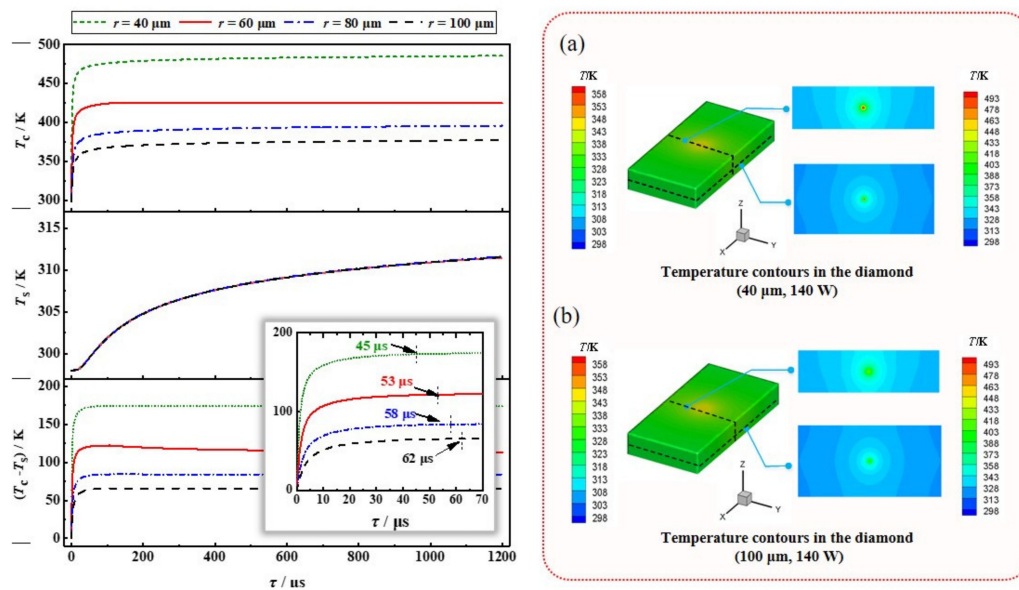 r = 40 μm r = 60 μm r = 80 μm r = 100 μm
500
450
400
350
300
T_c / K
315
310
305
300
T_s / K
200
150
100
50
0
(T_c -T_s) / K
0 200 400 600 800 1000 1200
τ / μs
200
100
0
45 μs
53 μs
58 μs
62 μs
0 10 20 30 40 50 60 70
τ / μs
(a)
T/K
358
353
348
343
338
333
328
323
318
313
308
303
298
Z
X
Y
T/K
493
478
463
448
433
418
403
388
373
358
343
328
313
298
Temperature contours in the diamond
(40 μm, 140 W)
(b)
T/K
358
353
348
343
338
333
328
323
318
313
308
303
298
Z
X
Y
T/K
493
478
463
448
433
418
403
388
373
358
343
328
313
298
Temperature contours in the diamond
(100 μm, 140 W)